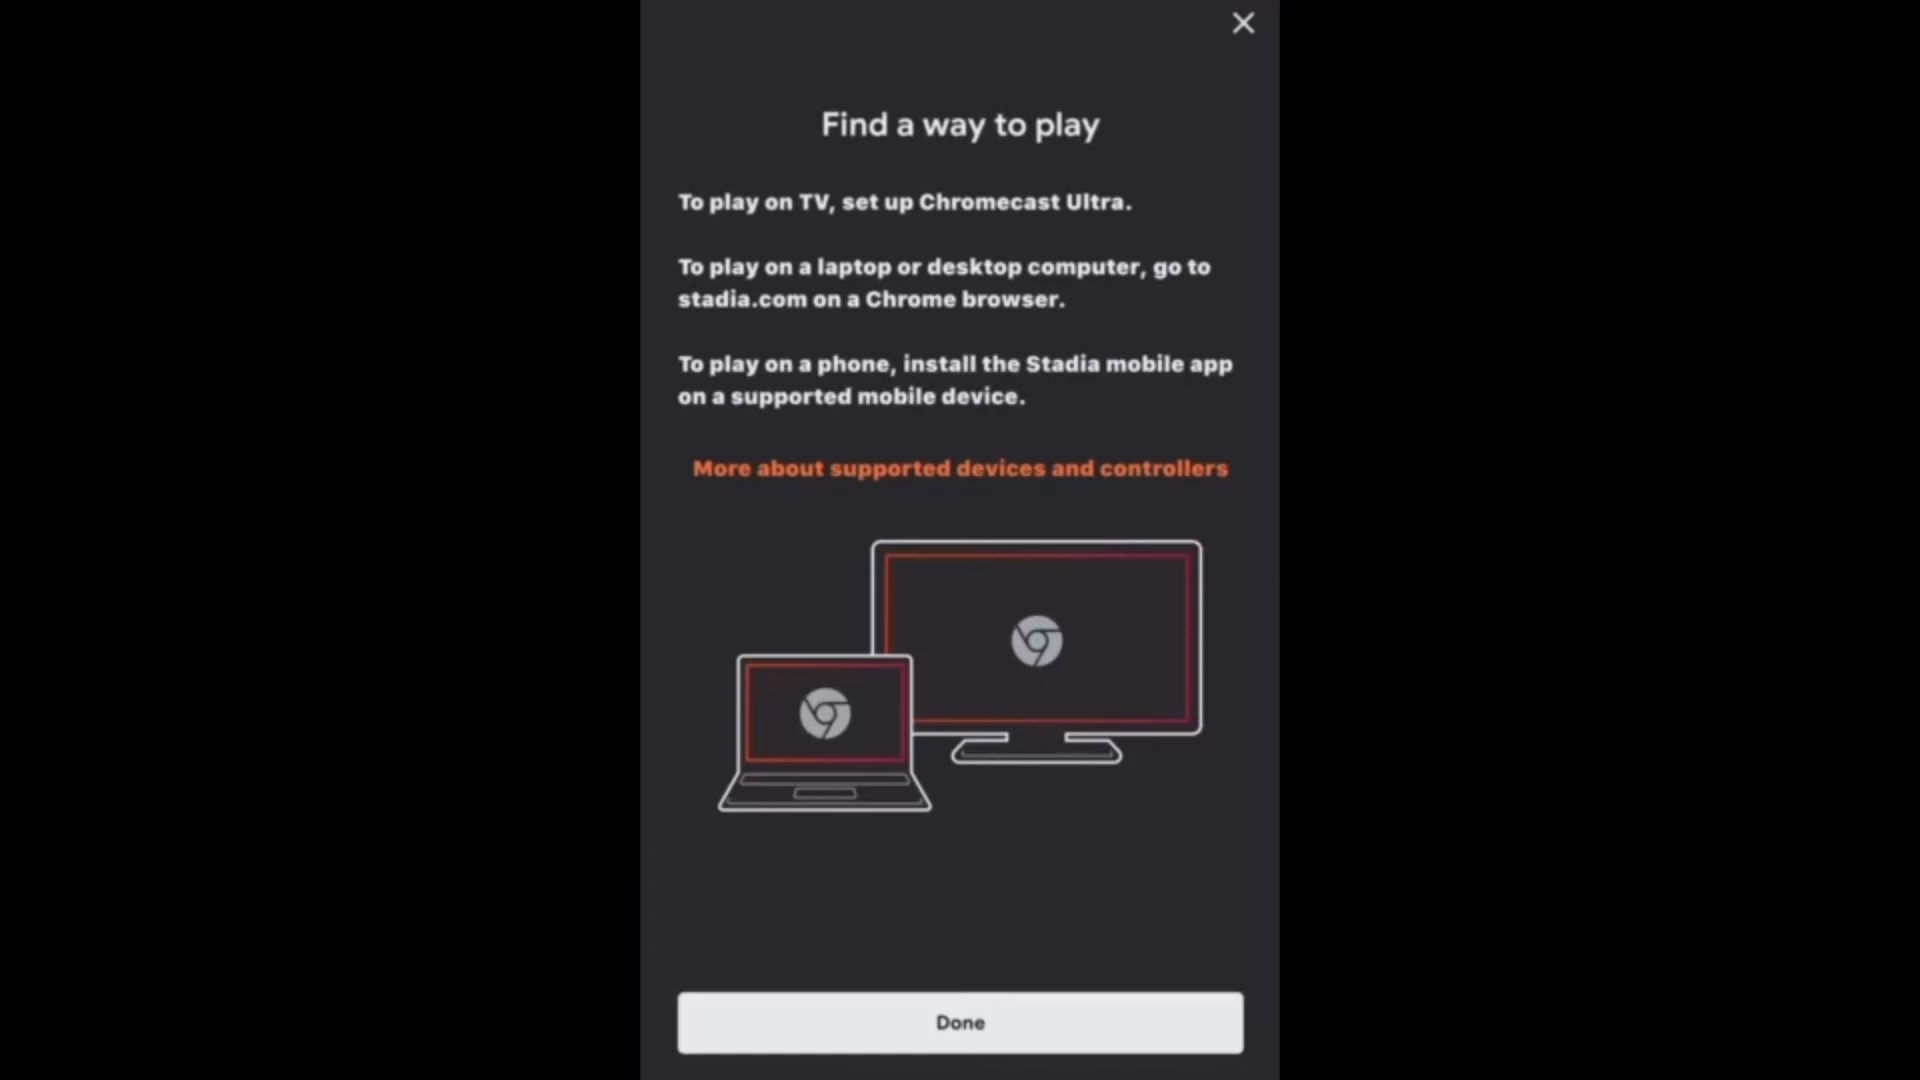 Find a way to play
To play on TV, set up Chromecast Ultra.
To play on a laptop or desktop computer, go to
stadia.com on a Chrome browser.
To play on a phone, install the Stadia mobile app
on a supported mobile device.
More about supported devices and controllers
Done